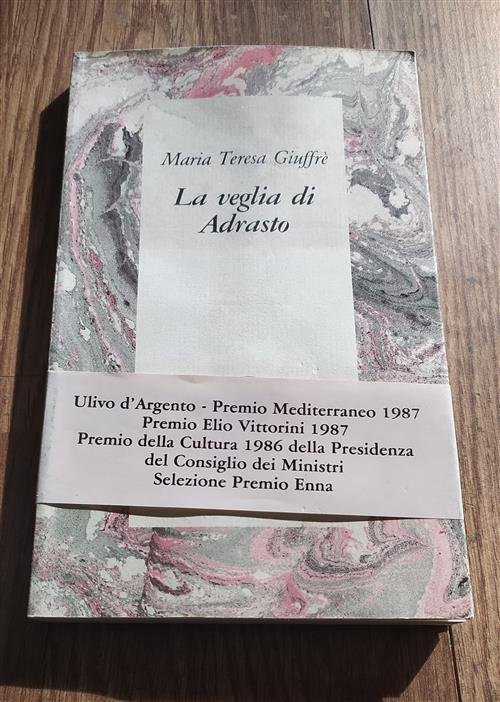 Maria Teresa Giuffrè
La veglia di
Adrasto
Ulivo d'Argento - Premio Mediterraneo 1987
Premio Elio Vittorini 1987
Premio della Cultura 1986 della Presidenza
del Consiglio dei Ministri
Selezione Premio Enna